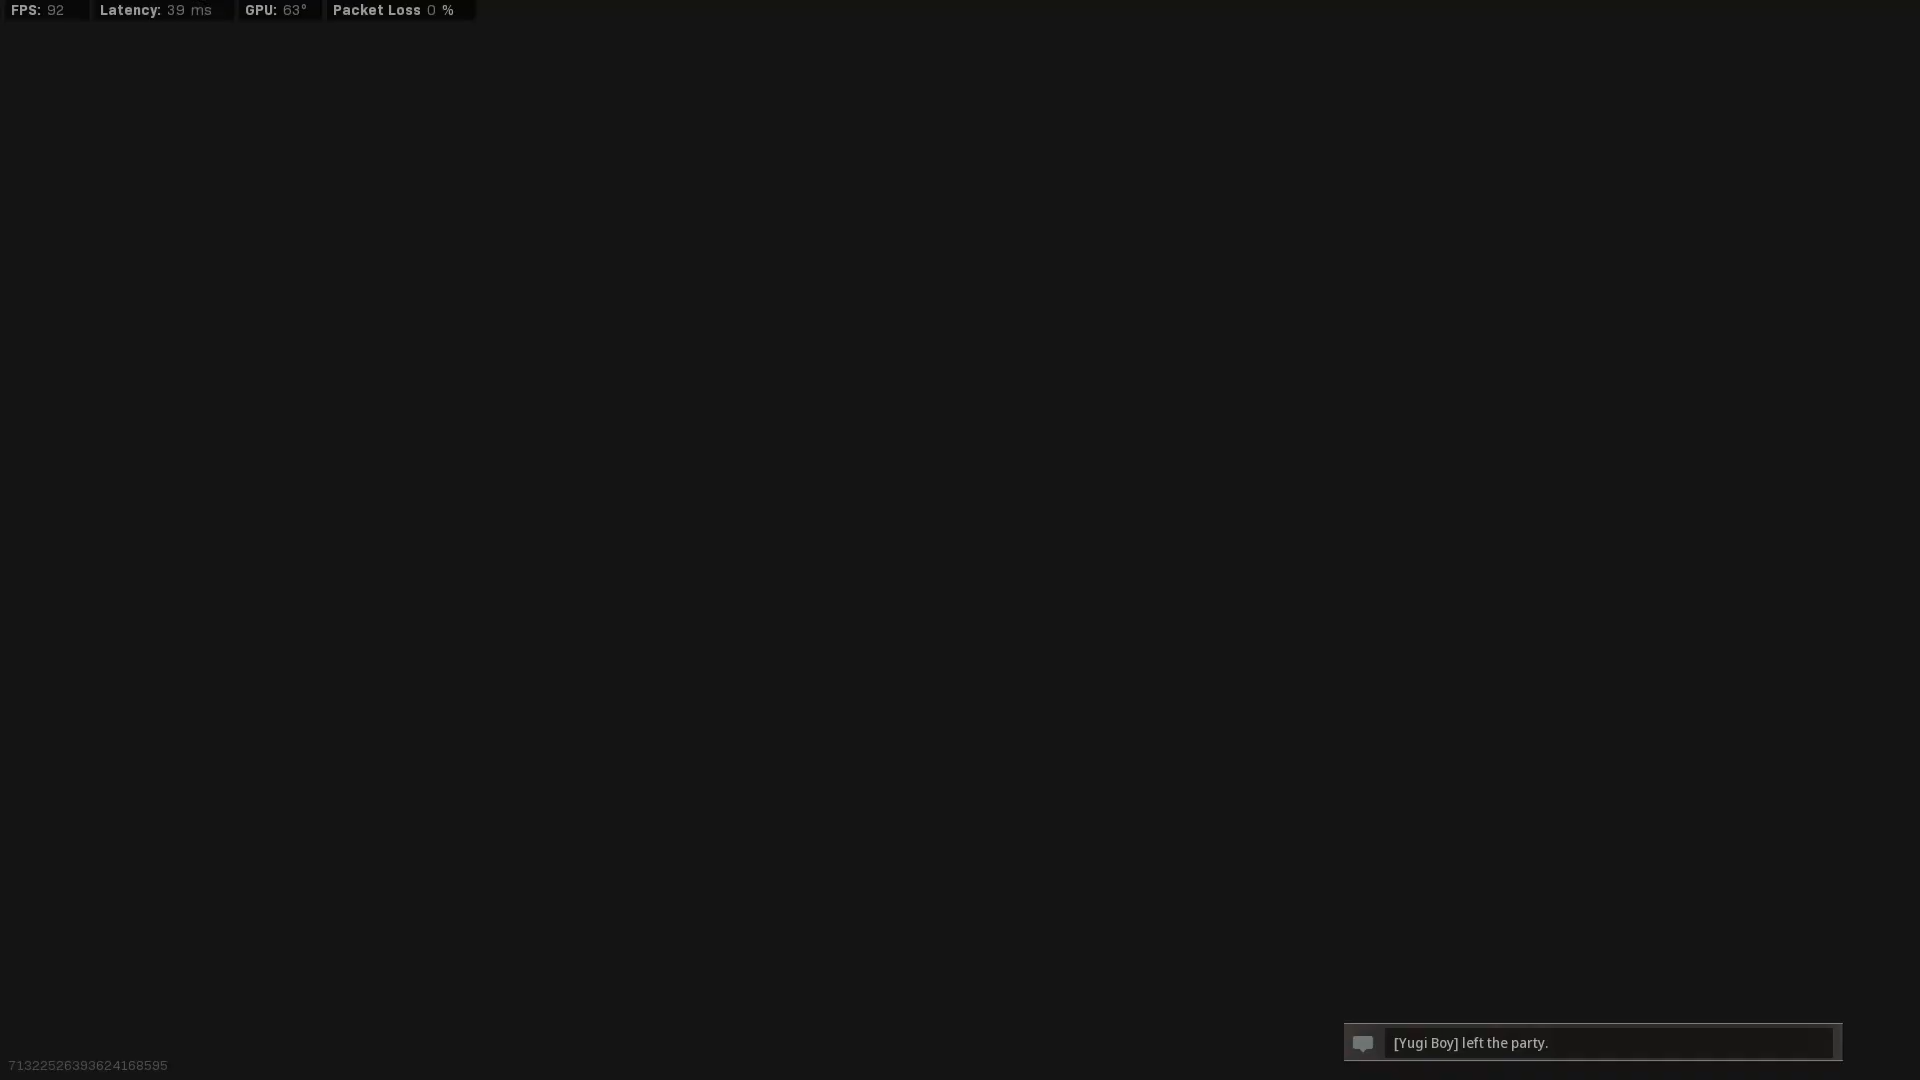 FPS: 92 Latency: 39 ms GPU: 63° Packet Loss 0 %
[Yugi Boy] left the party.
71322526393624168595